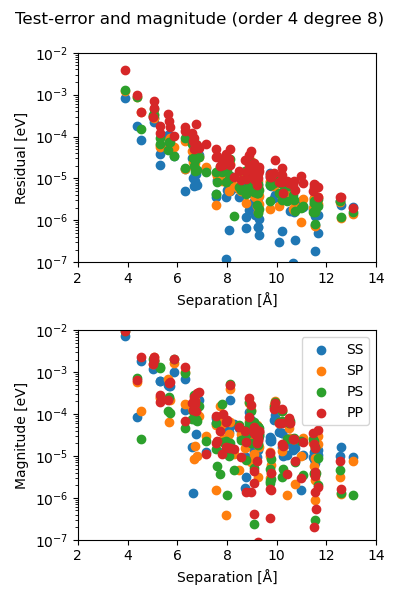 Test-error and magnitude (order 4 degree 8)
10⁻²
10⁻³
10⁻⁴
10⁻⁵
10⁻⁶
10⁻⁷
Residual [eV]
2 4 6 8 10 12 14
Separation [Å]
10⁻²
10⁻³
10⁻⁴
10⁻⁵
10⁻⁶
10⁻⁷
Magnitude [eV]
SS
SP
PS
PP
2 4 6 8 10 12 14
Separation [Å]